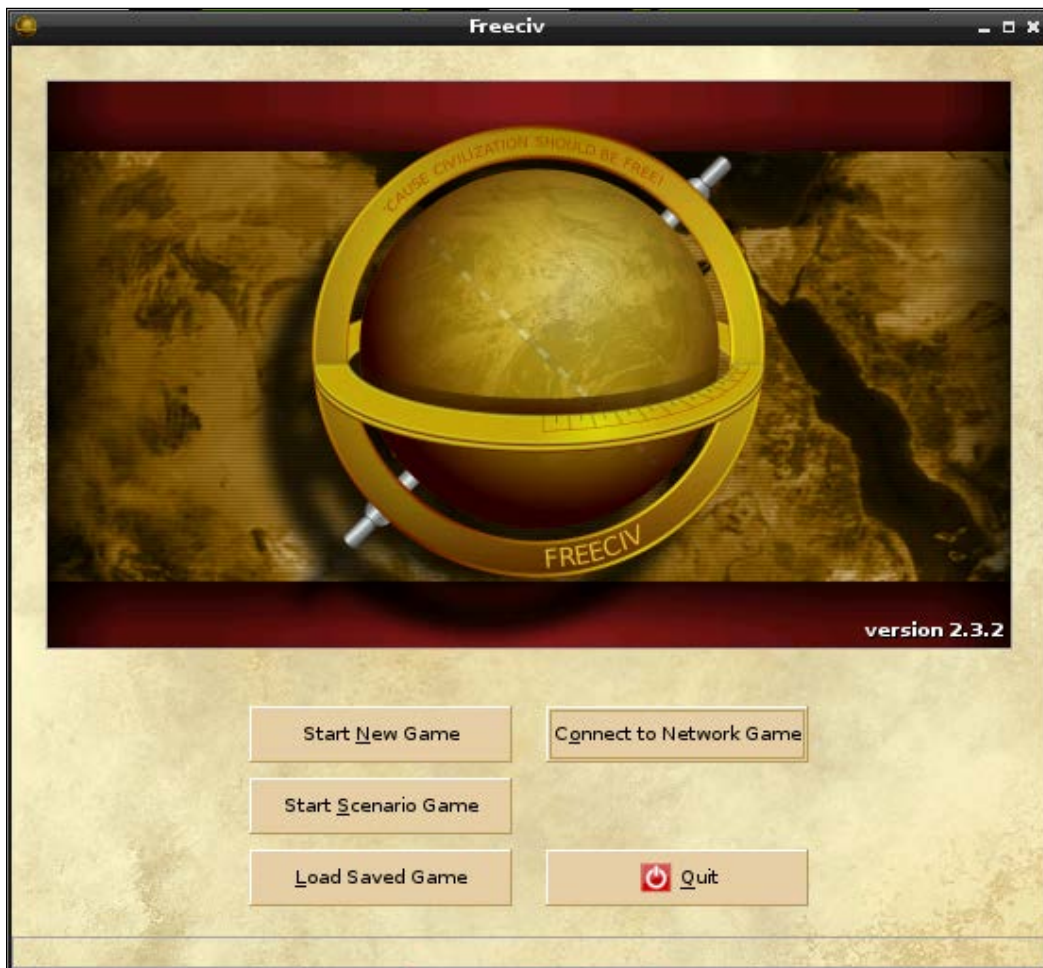 Freeciv
'CAUSE CIVILIZATION SHOULD BE FREE!
FREECIV
version 2.3.2
Start New Game
Connect to Network Game
Start Scenario Game
Load Saved Game
Quit